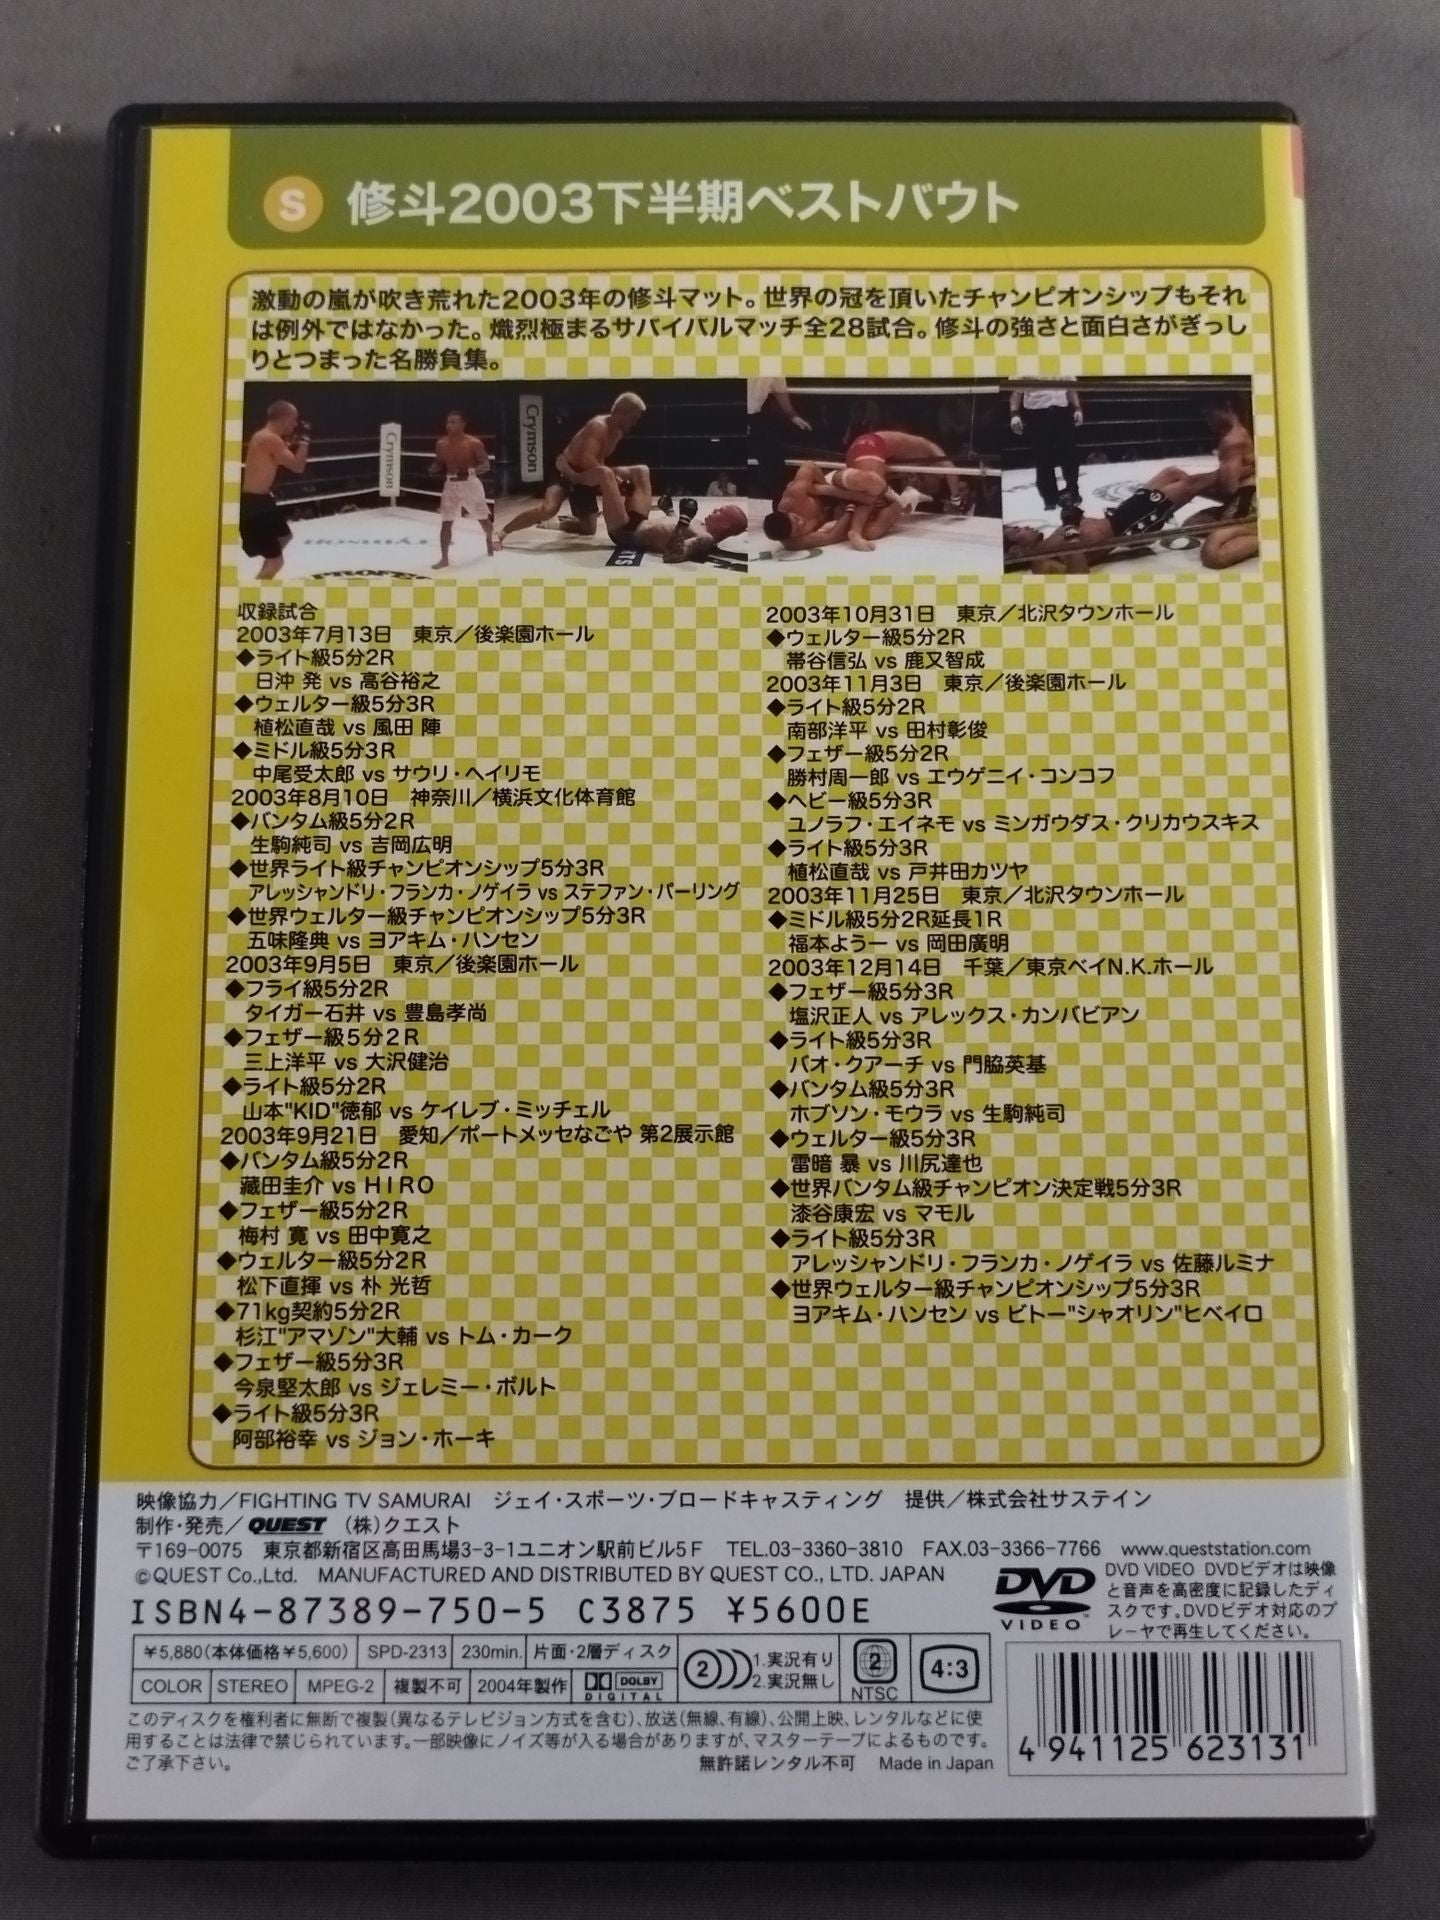 S 修斗2003下半期ベストバウト
激動の嵐が吹き荒れた2003年の修斗マット。世界の冠を頂いたチャンピオンシップもそれ
は例外ではなかった。熾烈極まるサバイバルマッチ全28試合。修斗の強さと面白さがぎっし
りとつまった名勝負集。
Crymson
Crymson
収録試合
2003年7月13日　東京／後楽園ホール
◆ライト級5分2R
日沖 発 vs 高谷裕之
◆ウェルター級5分3R
植松直哉 vs 風田 陣
◆ミドル級5分3R
中尾受太郎 vs サウリ・ヘイリモ
2003年8月10日　神奈川／横浜文化体育館
◆バンタム級5分2R
生駒純司 vs 吉岡広明
◆世界ライト級チャンピオンシップ5分3R
アレッシャンドリ・フランカ・ノゲイラ vs ステファン・パーリング
◆世界ウェルター級チャンピオンシップ5分3R
五味隆典 vs ヨアキム・ハンセン
2003年9月5日　東京／後楽園ホール
◆フライ級5分2R
タイガー石井 vs 豊島孝尚
◆フェザー級5分2R
三上洋平 vs 大沢健治
◆ライト級5分2R
山本"KID"徳郁 vs ケイレブ・ミッチェル
2003年9月21日　愛知／ポートメッセなごや 第2展示館
◆バンタム級5分2R
藏田圭介 vs HIRO
◆フェザー級5分2R
梅村 寛 vs 田中寛之
◆ウェルター級5分2R
松下直揮 vs 朴 光哲
◆71kg契約5分2R
杉江"アマゾン"大輔 vs トム・カーク
◆フェザー級5分3R
今泉堅太郎 vs ジェレミー・ボルト
◆ライト級5分3R
阿部裕幸 vs ジョン・ホーキ
2003年10月31日　東京／北沢タウンホール
◆ウェルター級5分2R
帯谷信弘 vs 鹿又智成
2003年11月3日　東京／後楽園ホール
◆ライト級5分2R
南部洋平 vs 田村彰俊
◆フェザー級5分2R
勝村周一郎 vs エウゲニイ・コンコフ
◆ヘビー級5分3R
ユノラフ・エイネモ vs ミンガウダス・クリカウスキス
◆ライト級5分3R
植松直哉 vs 戸井田カツヤ
2003年11月25日　東京／北沢タウンホール
◆ミドル級5分2R延長1R
福本よう一 vs 岡田廣明
2003年12月14日　千葉／東京ベイN.K.ホール
◆フェザー級5分3R
塩沢正人 vs アレックス・カンバビアン
◆ライト級5分3R
バオ・クアーチ vs 門脇英基
◆バンタム級5分3R
ホブソン・モウラ vs 生駒純司
◆ウェルター級5分3R
雷暗 暴 vs 川尻達也
◆世界バンタム級チャンピオン決定戦5分3R
漆谷康宏 vs マモル
◆ライト級5分3R
アレッシャンドリ・フランカ・ノゲイラ vs 佐藤ルミナ
◆世界ウェルター級チャンピオンシップ5分3R
ヨアキム・ハンセン vs ビトー"シャオリン"ヒベイロ
映像協力／FIGHTING TV SAMURAI　ジェイ・スポーツ・ブロードキャスティング　提供／株式会社サステイン
制作・発売／QUEST （株）クエスト
〒169-0075　東京都新宿区高田馬場3-3-1ユニオン駅前ビル5F　TEL.03-3360-3810　FAX.03-3366-7766　www.queststation.com
©QUEST Co.,Ltd.　MANUFACTURED AND DISTRIBUTED BY QUEST CO., LTD. JAPAN
ISBN4-87389-750-5 C3875 ¥5600E
DVD VIDEO
DVD VIDEO DVDビデオは映像
と音声を高密度に記録したディ
スクです。DVDビデオ対応のプ
レーヤで再生してください。
¥5,880(本体価格¥5,600) SPD-2313 230min. 片面・2層ディスク
COLOR STEREO MPEG-2 複製不可 2004年製作 DOLBY DIGITAL
2 1.実況有り
2.実況無し
2 NTSC
4:3
このディスクを権利者に無断で複製(異なるテレビジョン方式を含む)、放送(無線、有線)、公開上映、レンタルなどに使
用することは法律で禁じられています。一部映像にノイズ等が入る場合がありますが、マスターテープによるものです。
ご了承下さい。
無許諾レンタル不可　Made in Japan
4 941125 623131